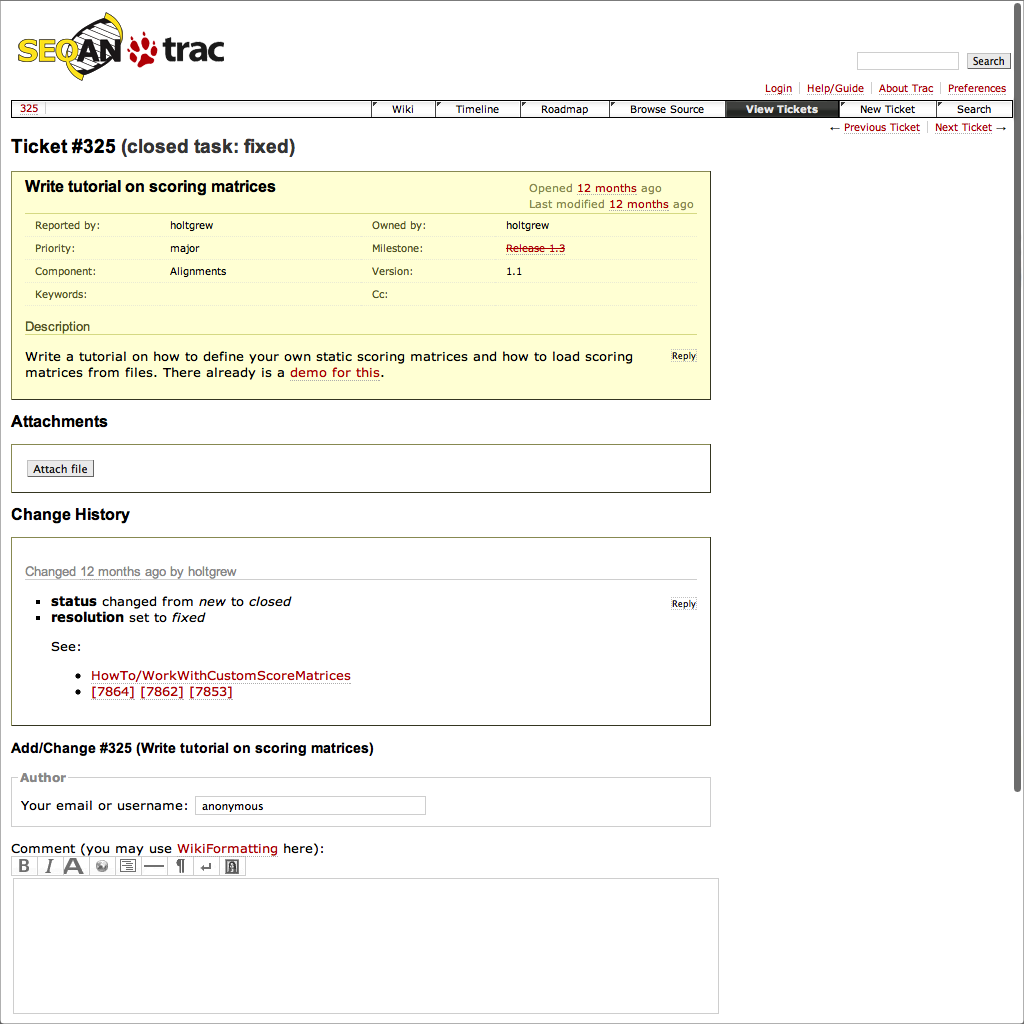 SEQAN trac
Search
Login Help/Guide About Trac Preferences
325 Wiki Timeline Roadmap Browse Source View Tickets New Ticket Search
← Previous Ticket Next Ticket →
Ticket #325 (closed task: fixed)
Write tutorial on scoring matrices
Opened 12 months ago
Last modified 12 months ago
Reported by: holtgrew Owned by: holtgrew
Priority: major Milestone: Release 1.3
Component: Alignments Version: 1.1
Keywords: Cc:
Description
Write a tutorial on how to define your own static scoring matrices and how to load scoring Reply
matrices from files. There already is a demo for this.
Attachments
Attach file
Change History
Changed 12 months ago by holtgrew
status changed from new to closed Reply
resolution set to fixed
See:
HowTo/WorkWithCustomScoreMatrices
[7864] [7862] [7853]
Add/Change #325 (Write tutorial on scoring matrices)
Author
Your email or username: anonymous
Comment (you may use WikiFormatting here):
B I A ¶ ↵